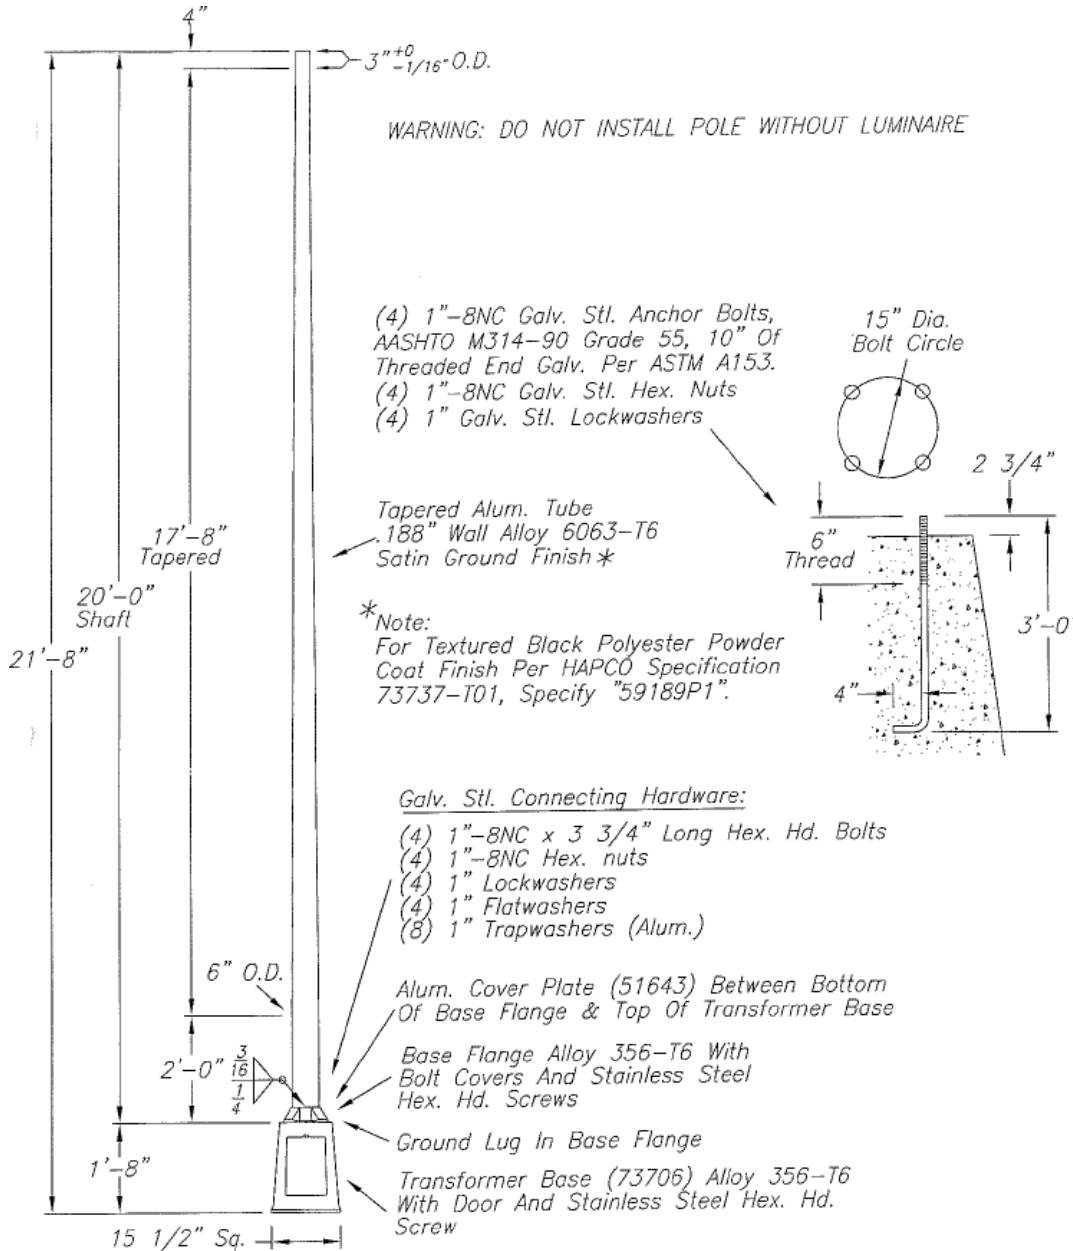 4"
3" +0 -1/16" O.D.
WARNING: DO NOT INSTALL POLE WITHOUT LUMINAIRE
(4) 1"-8NC Galv. Stl. Anchor Bolts,
AASHTO M314-90 Grade 55, 10" Of
Threaded End Galv. Per ASTM A153.
(4) 1"-8NC Galv. Stl. Hex. Nuts
(4) 1" Galv. Stl. Lockwashers
15" Dia.
Bolt Circle
2 3/4"
6"
Thread
3'-0
4"
Tapered Alum. Tube
.188" Wall Alloy 6063-T6
Satin Ground Finish *
17'-8"
Tapered
20'-0"
Shaft
21'-8"
*Note:
For Textured Black Polyester Powder
Coat Finish Per HAPCO Specification
73737-T01, Specify "59189P1".
Galv. Stl. Connecting Hardware:
(4) 1"-8NC x 3 3/4" Long Hex. Hd. Bolts
(4) 1"-8NC Hex. nuts
(4) 1" Lockwashers
(4) 1" Flatwashers
(8) 1" Trapwashers (Alum.)
6" O.D.
Alum. Cover Plate (51643) Between Bottom
Of Base Flange & Top Of Transformer Base
2'-0"
3/16
1/4
Base Flange Alloy 356-T6 With
Bolt Covers And Stainless Steel
Hex. Hd. Screws
Ground Lug In Base Flange
1'-8"
Transformer Base (73706) Alloy 356-T6
With Door And Stainless Steel Hex. Hd.
Screw
15 1/2" Sq.